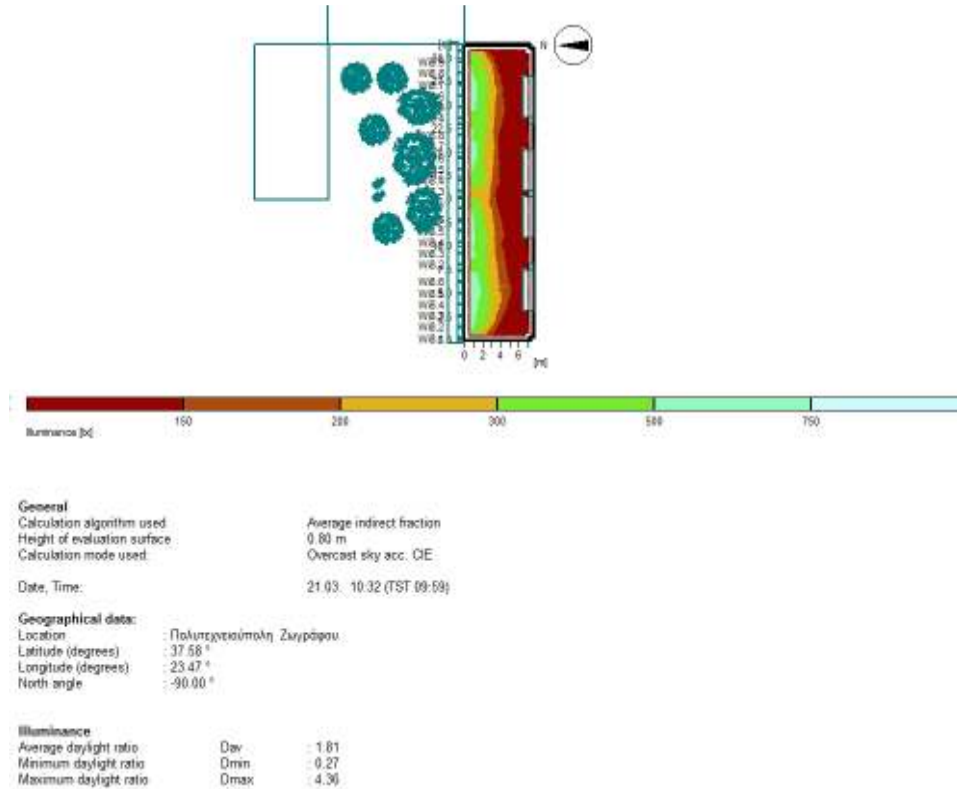 N
0 2 4 6
[m]
150 200 300 500 750
Illuminance [lx]
General
Calculation algorithm used Average indirect fraction
Height of evaluation surface 0.80 m
Calculation mode used: Overcast sky acc. CIE
Date, Time: 21.03. 10:32 (TST 09:59)
Geographical data:
Location : Πολυτεχνειούπολη Ζωγράφου
Latitude (degrees) : 37.58 °
Longitude (degrees) : 23.47 °
North angle : -90.00 °
Illuminance
Average daylight ratio Dav : 1.81
Minimum daylight ratio Dmin : 0.27
Maximum daylight ratio Dmax : 4.36